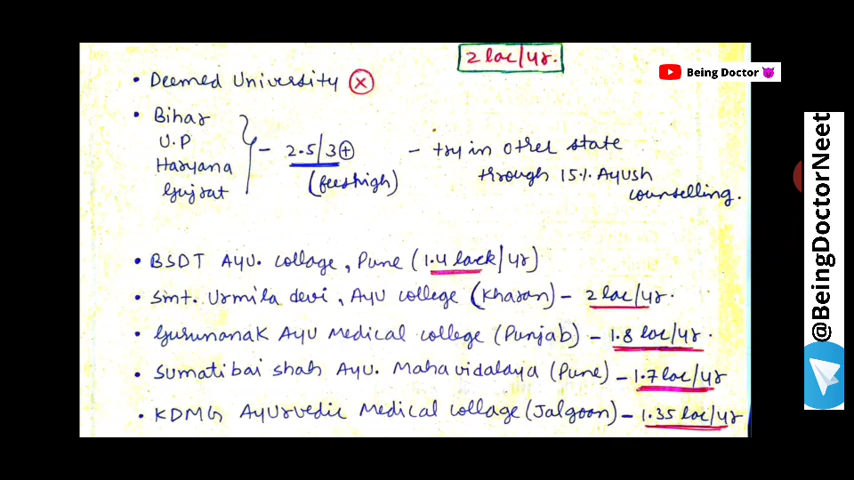 2 lac/yr.
Being Doctor 😈
• Deemed University ⓧ
• Bihar
U.P
Haryana
Gujrat
- 2.5/3⊕
(fees high)
- try in other state
through 15% Ayush
counselling.
• BSDT Ayu. collage, Pune (1.4 lack/yr)
• Smt. Urmila devi, Ayu college (Kharan) - 2 lac/yr.
• Gurunanak Ayu Medical college (Punjab) - 1.8 lac/yr.
• Sumatibai shah Ayu. Mahavidalaya (Pune) - 1.7 lac/yr
• KDMG Ayurvedic Medical collage (Jalgoon) - 1.35 lac/yr
@BeingDoctorNeet